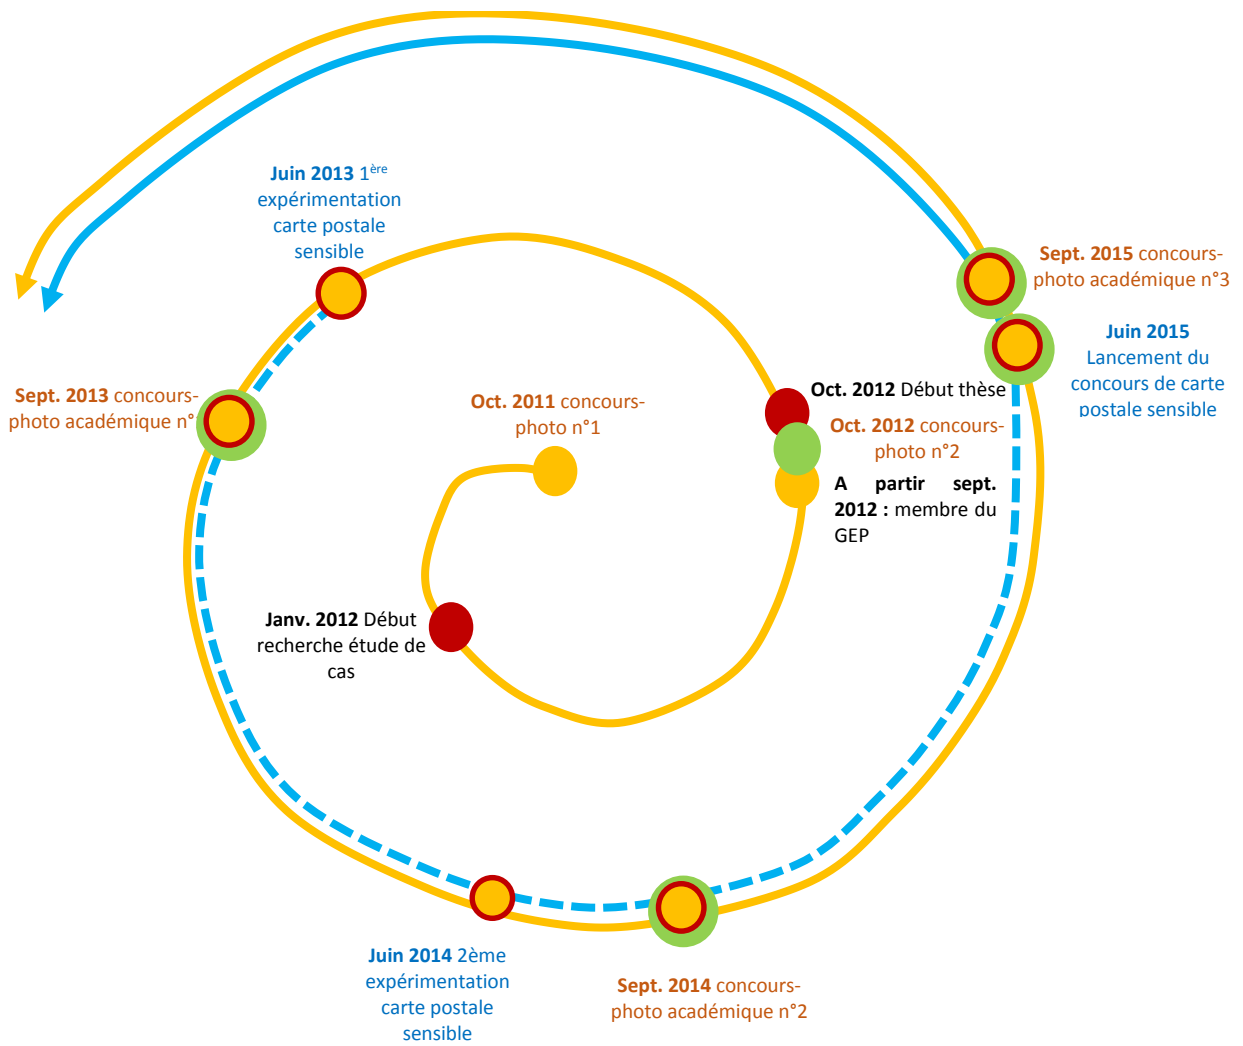 Juin 2013 1ère
expérimentation
carte postale
sensible
Sept. 2015 concours-
photo académique n°3
Juin 2015
Lancement du
concours de carte
postale sensible
Sept. 2013 concours-
photo académique n°
Oct. 2011 concours-
photo n°1
Oct. 2012 Début thèse
Oct. 2012 concours-
photo n°2
A partir sept.
2012 : membre du
GEP
Janv. 2012 Début
recherche étude de
cas
Juin 2014 2ème
expérimentation
carte postale
sensible
Sept. 2014 concours-
photo académique n°2